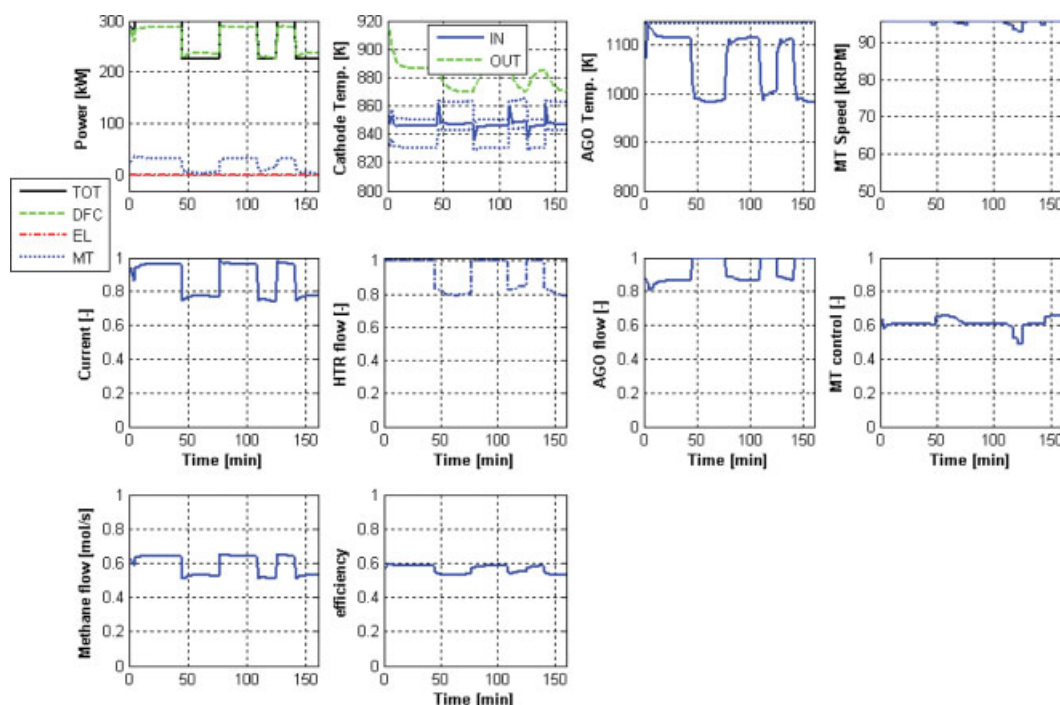 300
200
100
0
Power [kW]
0 50 100 150
TOT
DFC
EL
MT
920
900
880
860
840
820
800
Cathode Temp. [K]
0 50 100 150
IN
OUT
1100
1000
900
800
AGO Temp. [K]
0 50 100 150
90
80
70
60
50
MT Speed [kRPM]
0 50 100 150
1
0.8
0.6
0.4
0.2
0
Current [-]
0 50 100 150
Time [min]
1
0.8
0.6
0.4
0.2
0
HTR flow [-]
0 50 100 150
Time [min]
1
0.8
0.6
0.4
0.2
0
AGO flow [-]
0 50 100 150
Time [min]
1
0.8
0.6
0.4
0.2
0
MT control [-]
0 50 100 150
Time [min]
1
0.8
0.6
0.4
0.2
0
Methane flow [mol/s]
0 50 100 150
Time [min]
1
0.8
0.6
0.4
0.2
0
efficiency
0 50 100 150
Time [min]